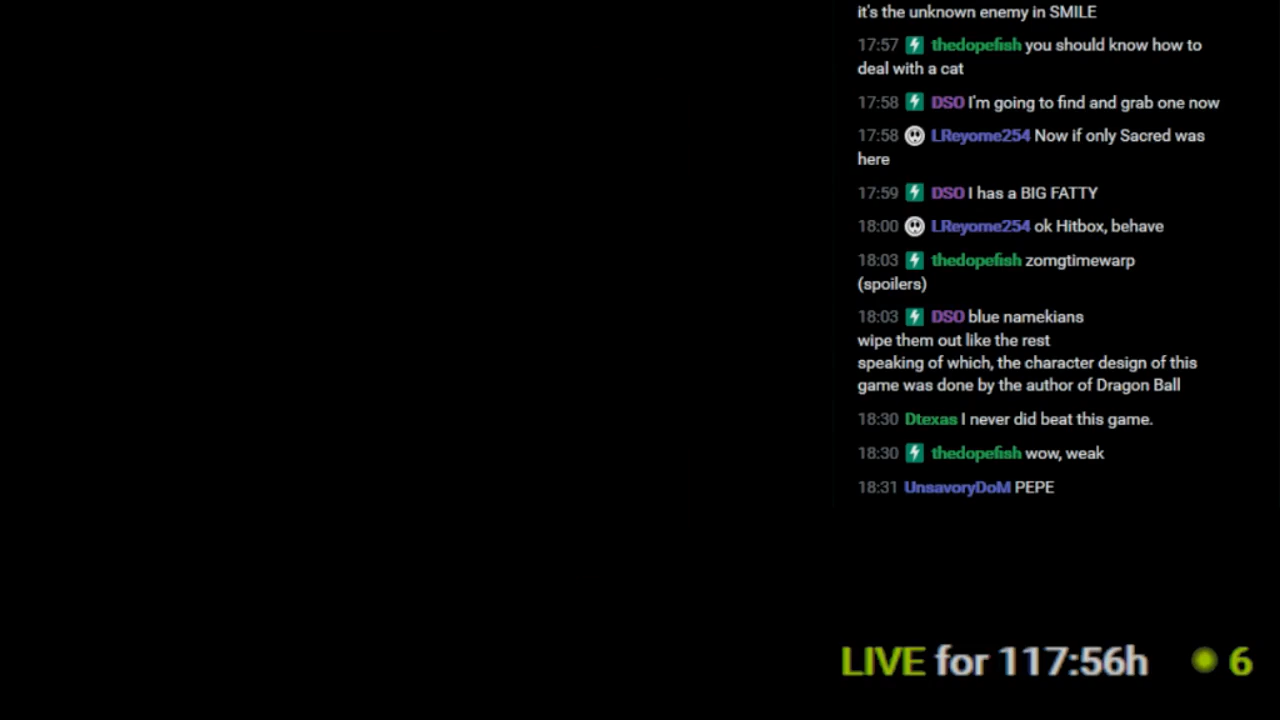 it's the unknown enemy in SMILE
17:57 thedopefish you should know how to
deal with a cat
17:58 DSO I'm going to find and grab one now
17:58 LReyome254 Now if only Sacred was
here
17:59 DSO I has a BIG FATTY
18:00 LReyome254 ok Hitbox, behave
18:03 thedopefish zomgtimewarp
(spoilers)
18:03 DSO blue namekians
wipe them out like the rest
speaking of which, the character design of this
game was done by the author of Dragon Ball
18:30 Dtexas I never did beat this game.
18:30 thedopefish wow, weak
18:31 UnsavoryDoM PEPE
LIVE for 117:56h 6